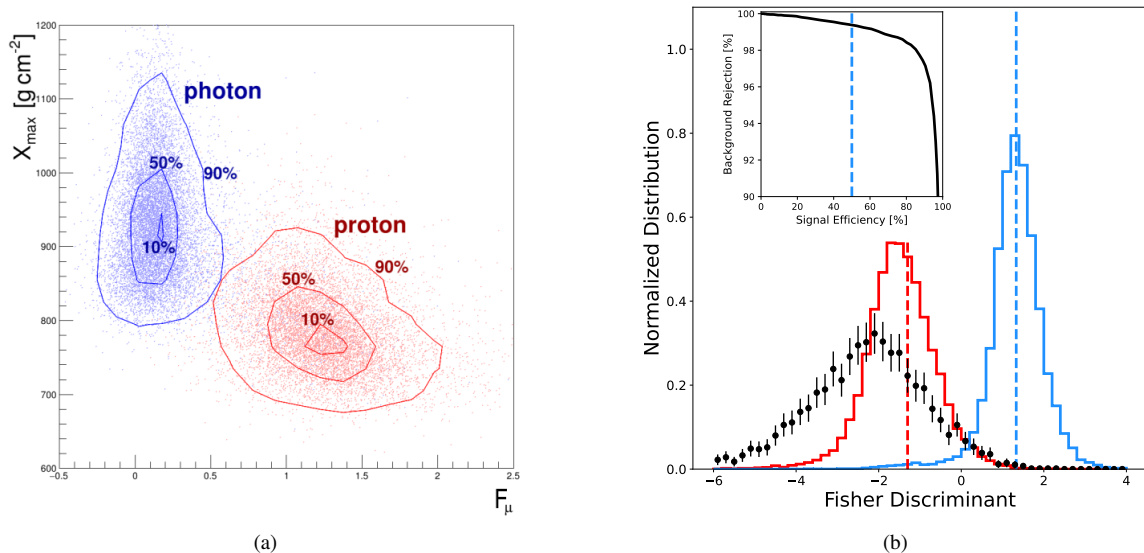 1200
1100
1000
900
800
700
600
X_max [g cm⁻²]
photon
50%
90%
10%
proton
50%
90%
10%
−0.5 0 0.5 1 1.5 2 2.5
F_μ
(a)
1.0
0.8
0.6
0.4
0.2
0.0
Normalized Distribution
100
98
96
94
92
90
Background Rejection [%]
0 20 40 60 80 100
Signal Efficiency [%]
−6 −4 −2 0 2 4
Fisher Discriminant
(b)